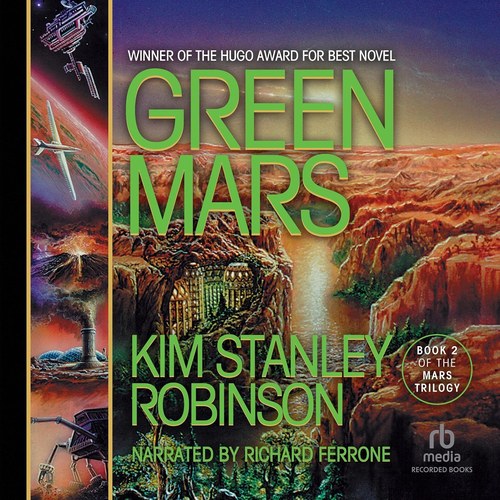 WINNER OF THE HUGO AWARD FOR BEST NOVEL
GREEN
MARS
KIM STANLEY
ROBINSON
NARRATED BY RICHARD FERRONE
BOOK 2
OF THE
MARS
TRILOGY
rb
media
RECORDED BOOKS